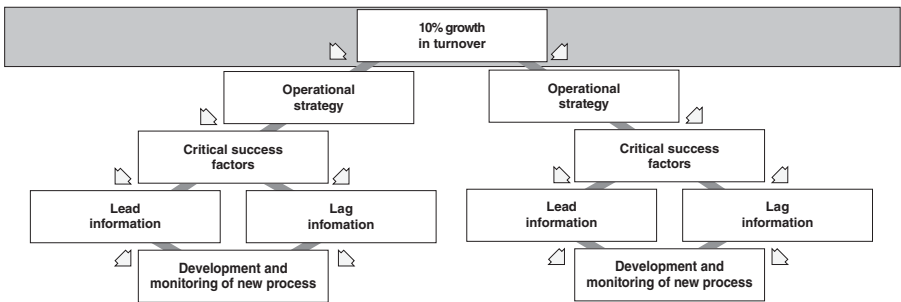 10% growth
in turnover
Operational
strategy
Operational
strategy
Critical success
factors
Critical success
factors
Lead
information
Lag
infomation
Lead
information
Lag
information
Development and
monitoring of new process
Development and
monitoring of new process